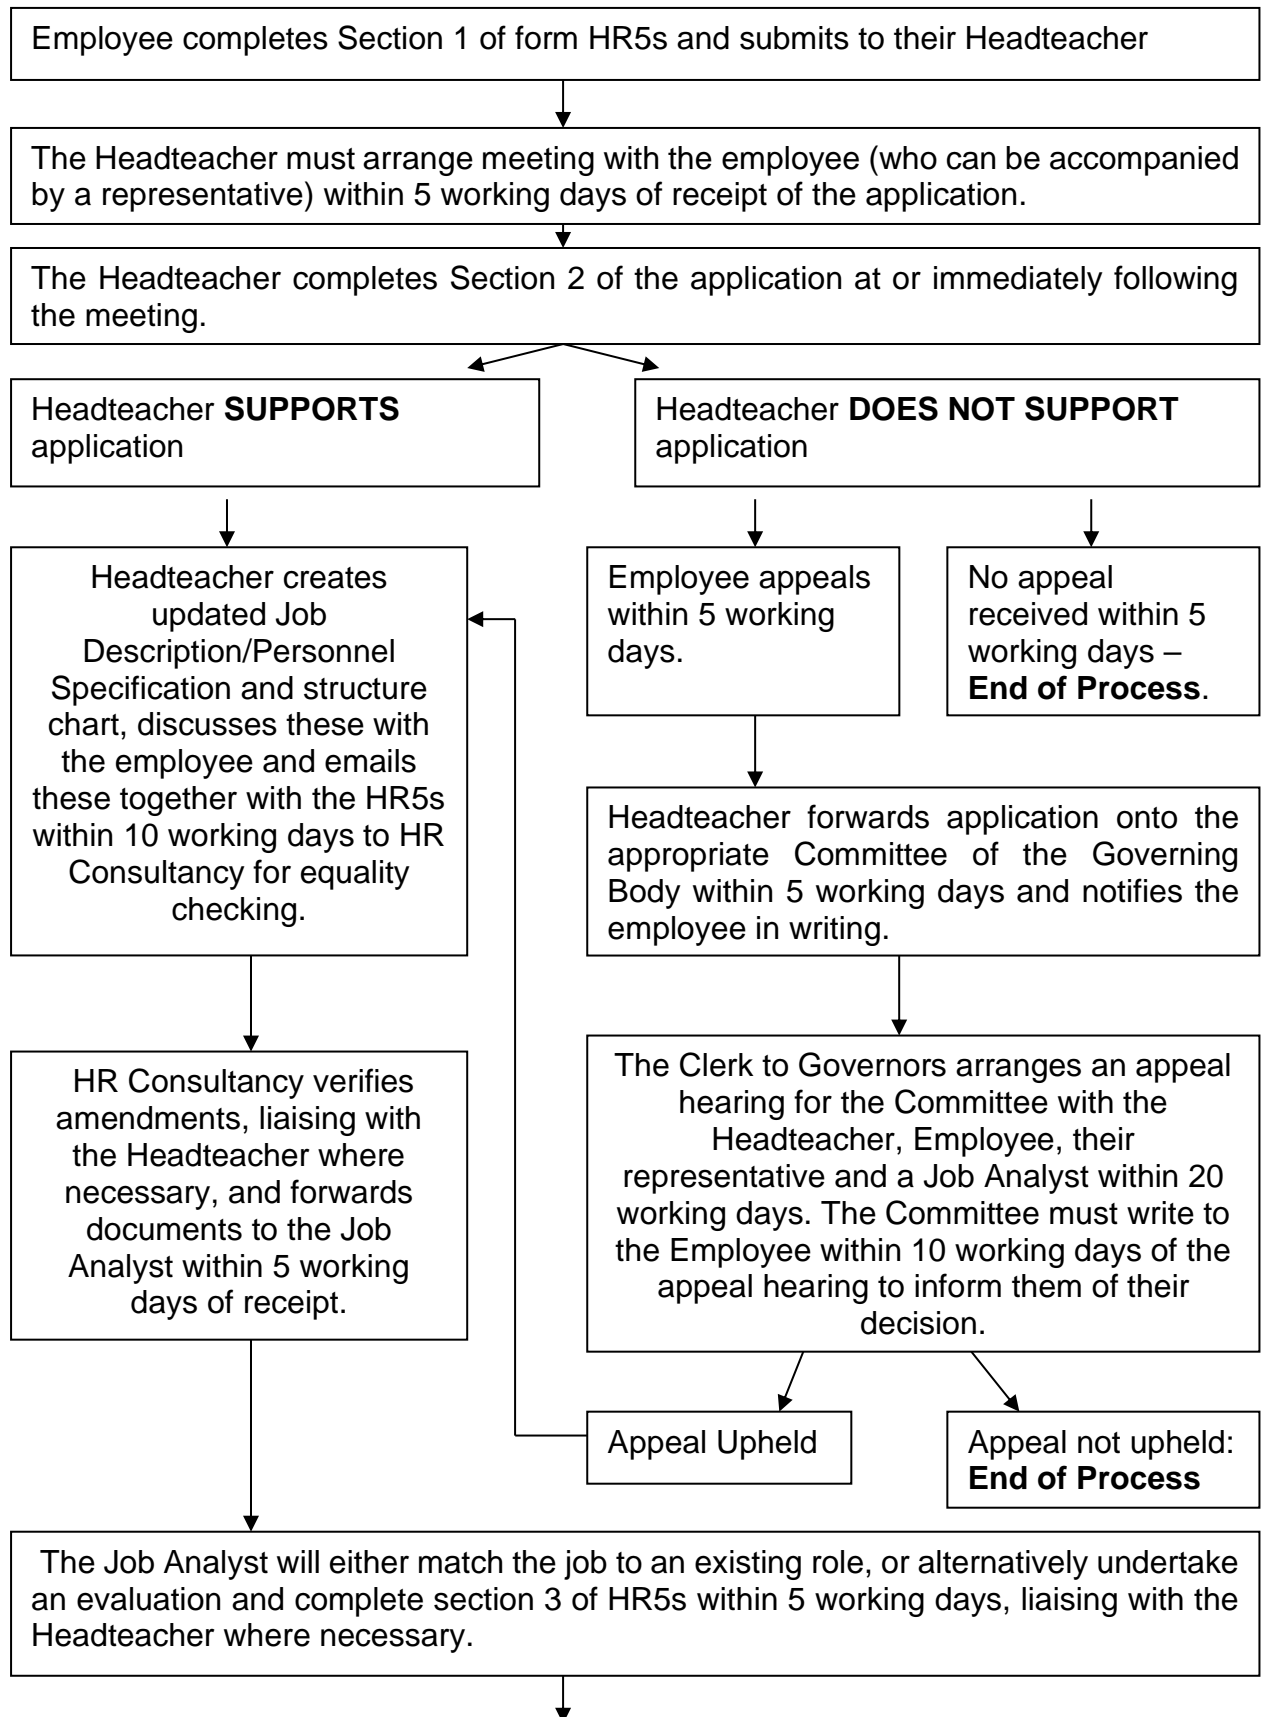 Employee completes Section 1 of form HR5s and submits to their Headteacher
The Headteacher must arrange meeting with the employee (who can be accompanied
by a representative) within 5 working days of receipt of the application.
The Headteacher completes Section 2 of the application at or immediately following
the meeting.
Headteacher SUPPORTS
application
Headteacher DOES NOT SUPPORT
application
Headteacher creates
updated Job
Description/Personnel
Specification and structure
chart, discusses these with
the employee and emails
these together with the HR5s
within 10 working days to HR
Consultancy for equality
checking.
Employee appeals
within 5 working
days.
No appeal
received within 5
working days –
End of Process.
Headteacher forwards application onto the
appropriate Committee of the Governing
Body within 5 working days and notifies the
employee in writing.
HR Consultancy verifies
amendments, liaising with
the Headteacher where
necessary, and forwards
documents to the Job
Analyst within 5 working
days of receipt.
The Clerk to Governors arranges an appeal
hearing for the Committee with the
Headteacher, Employee, their
representative and a Job Analyst within 20
working days. The Committee must write to
the Employee within 10 working days of the
appeal hearing to inform them of their
decision.
Appeal Upheld
Appeal not upheld:
End of Process
The Job Analyst will either match the job to an existing role, or alternatively undertake
an evaluation and complete section 3 of HR5s within 5 working days, liaising with the
Headteacher where necessary.